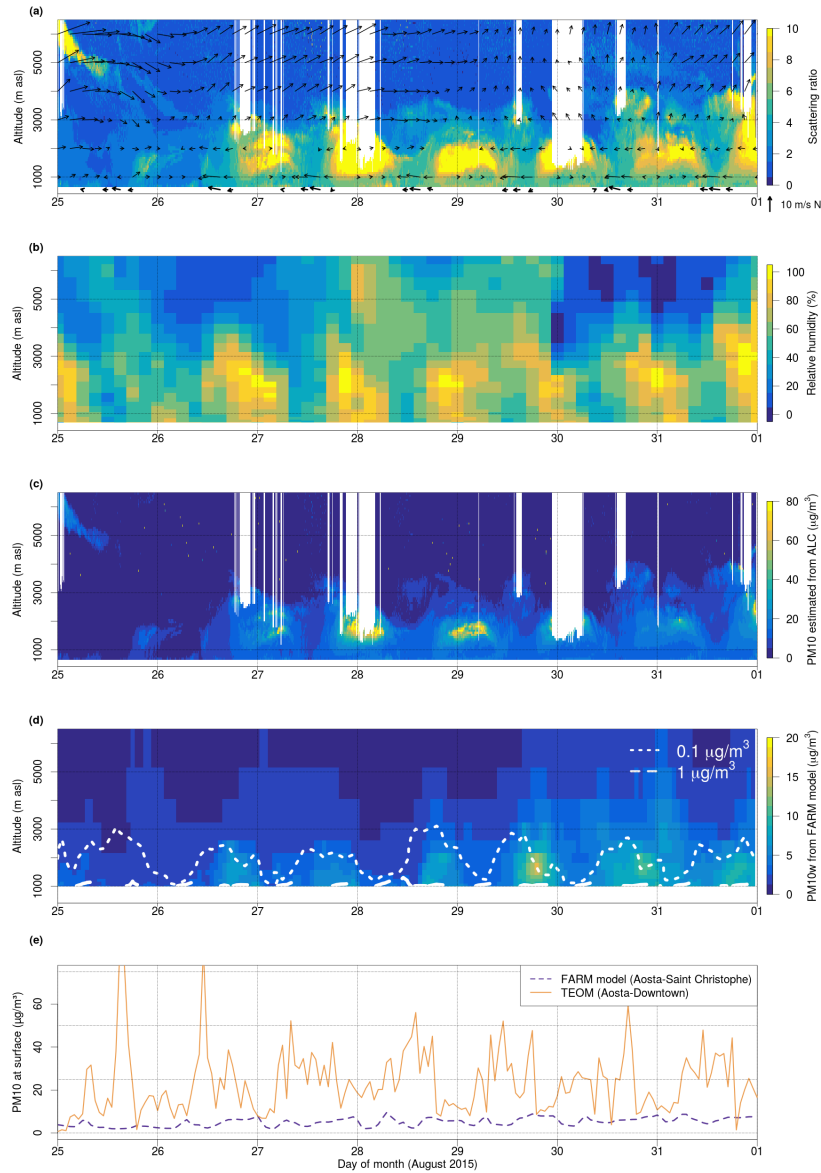 (a)
Altitude (m asl)
1000 3000 5000
25 26 27 28 29 30 31 01
0 2 4 6 8 10
Scattering ratio
10 m/s N
(b)
Altitude (m asl)
1000 3000 5000
25 26 27 28 29 30 31 01
0 20 40 60 80 100
Relative humidity (%)
(c)
Altitude (m asl)
1000 3000 5000
25 26 27 28 29 30 31 01
0 20 40 60 80
PM10 estimated from ALC (µg/m³)
(d)
0.1 µg/m³
1 µg/m³
Altitude (m asl)
1000 3000 5000
25 26 27 28 29 30 31 01
0 5 10 15 20
PM10w from FARM model (µg/m³)
(e)
FARM model (Aosta-Saint Christophe)
TEOM (Aosta-Downtown)
PM10 at surface (µg/m³)
0 20 40 60
25 26 27 28 29 30 31 01
Day of month (August 2015)